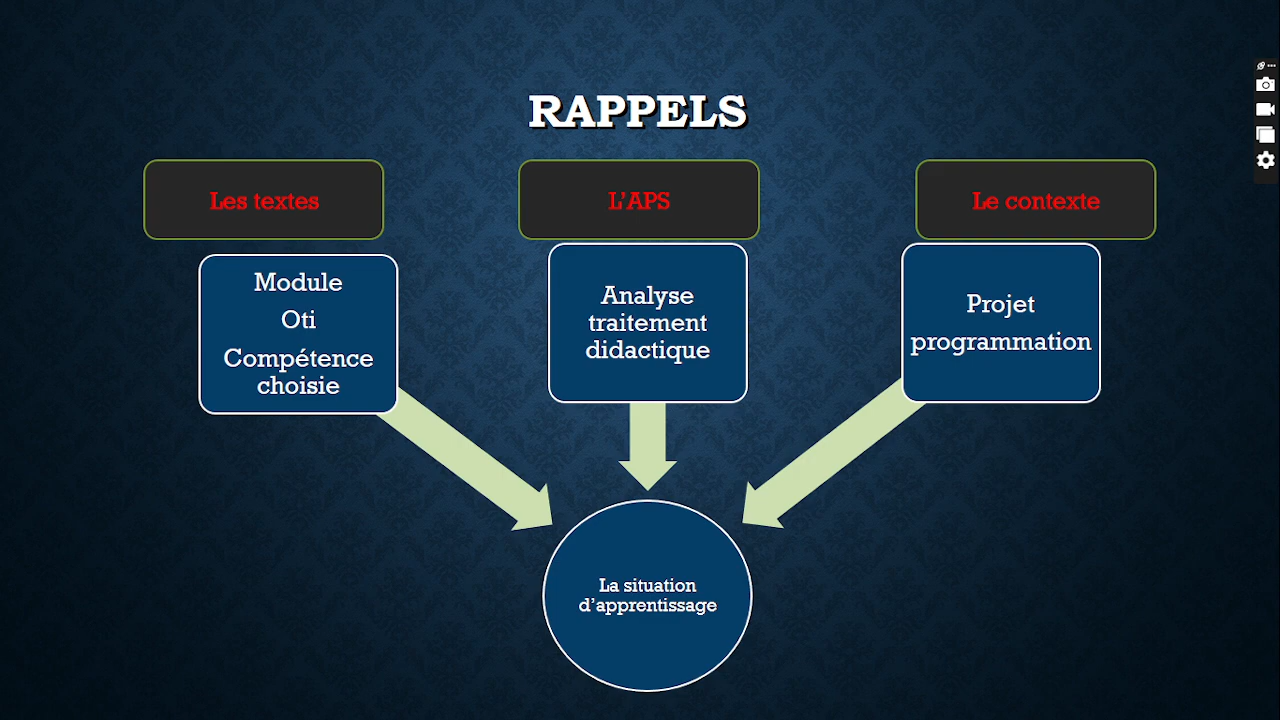 RAPPELS
Les textes
L'APS
Le contexte
Module
Oti
Compétence
choisie
Analyse
traitement
didactique
Projet
programmation
La situation
d'apprentissage